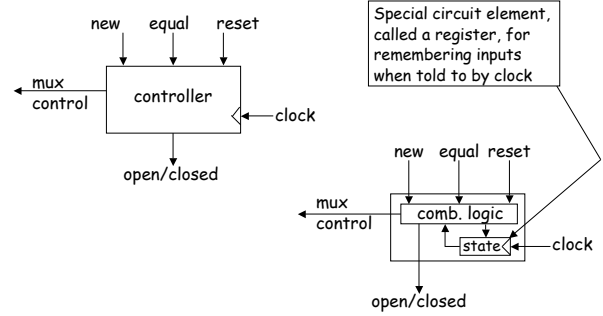 new equal reset
mux
control
controller
clock
open/closed
Special circuit element,
called a register, for
remembering inputs
when told to by clock
new equal reset
mux
control
comb. logic
state
clock
open/closed